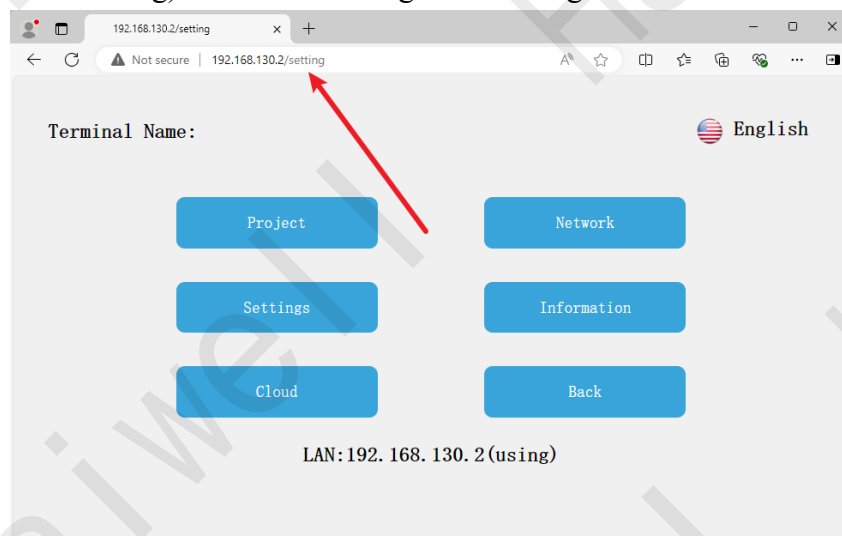 192.168.130.2/setting
Not secure 192.168.130.2/setting
Terminal Name:
English
Project
Network
Settings
Information
Cloud
Back
LAN:192.168.130.2(using)